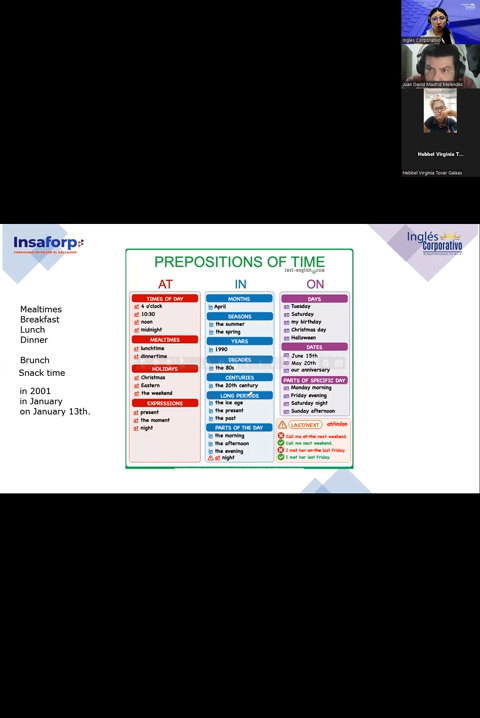 Inglés Corporativo
Juan David Madrid Melendez
Hebbel Virginia T...
Hebbel Virginia Tovar Galeas
Insaforp
Inglés
Corporativo
PREPOSITIONS OF TIME
test-english.com
AT
IN
ON
TIMES OF DAY
at 4 o'clock
at 10:30
at noon
at midnight
MEALTIMES
at lunchtime
at dinnertime
HOLIDAYS
at Christmas
at Eastern
at the weekend
EXPRESSIONS
at present
at the moment
at night
MONTHS
in April
SEASONS
in the summer
in the spring
YEARS
in 1990
DECADES
in the 80s
CENTURIES
in the 20th century
LONG PERIODS
in the ice age
in the present
in the past
PARTS OF THE DAY
in the morning
in the afternoon
in the evening
at night
DAYS
on Tuesday
on Saturday
on my birthday
on Christmas day
on Halloween
DATES
on June 15th
on May 20th
on our anniversary
PARTS OF SPECIFIC DAY
on Monday morning
on Friday evening
on Saturday night
on Sunday afternoon
LAST/NEXT at/in/on
Call me at the next weekend.
Call me next weekend.
I met her on the last Friday.
I met her last Friday.
Mealtimes
Breakfast
Lunch
Dinner
Brunch
Snack time
in 2001
in January
on January 13th.